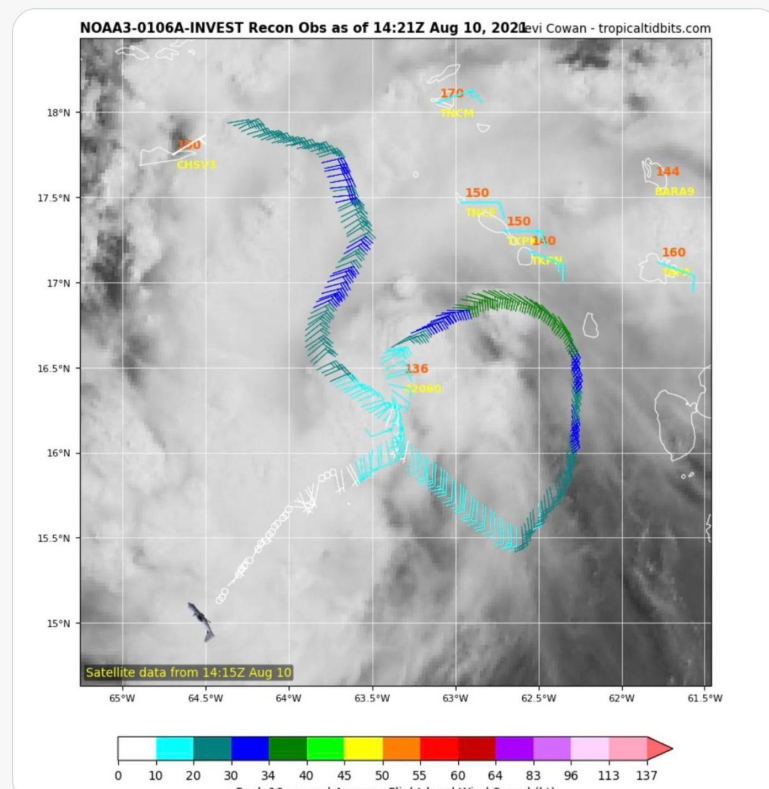 NOAA3-0106A-INVEST Recon Obs as of 14:21Z Aug 10, 2021
Levi Cowan - tropicaltidbits.com
18°N
17.5°N
17°N
16.5°N
16°N
15.5°N
15°N
170
TNCM
CHSV3
144
BARA9
150
150
160
136
42060
Satellite data from 14:15Z Aug 10
65°W 64.5°W 64°W 63.5°W 63°W 62.5°W 62°W 61.5°W
0 10 20 30 34 40 45 50 55 60 64 83 96 113 137